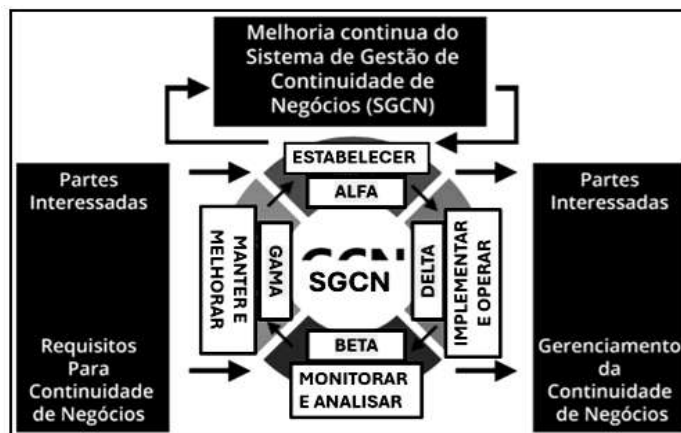 Melhoria continua do
Sistema de Gestão de
Continuidade de
Negócios (SGCN)
ESTABELECER
ALFA
Partes
Interessadas
Requisitos
Para
Continuidade
de Negócios
MANTER E
MELHORAR
GAMA
SGCN
DELTA
IMPLEMENTAR
E OPERAR
BETA
MONITORAR
E ANALISAR
Partes
Interessadas
Gerenciamento
da
Continuidade
de Negócios